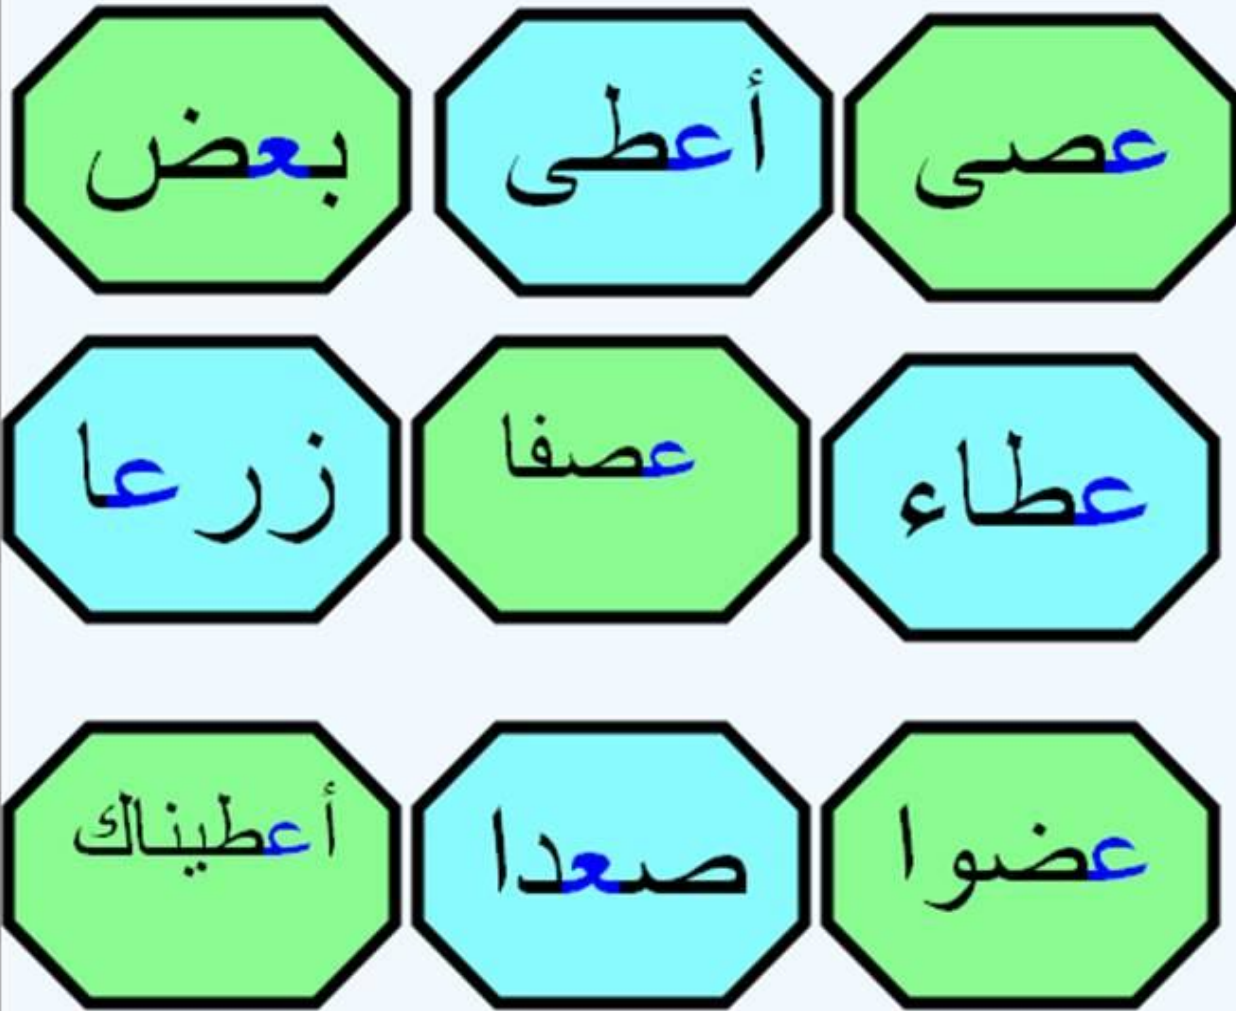 عصى
أعطى
بعض
عطاء
عصفا
زرعا
عضوا
صعدا
أعطيناك